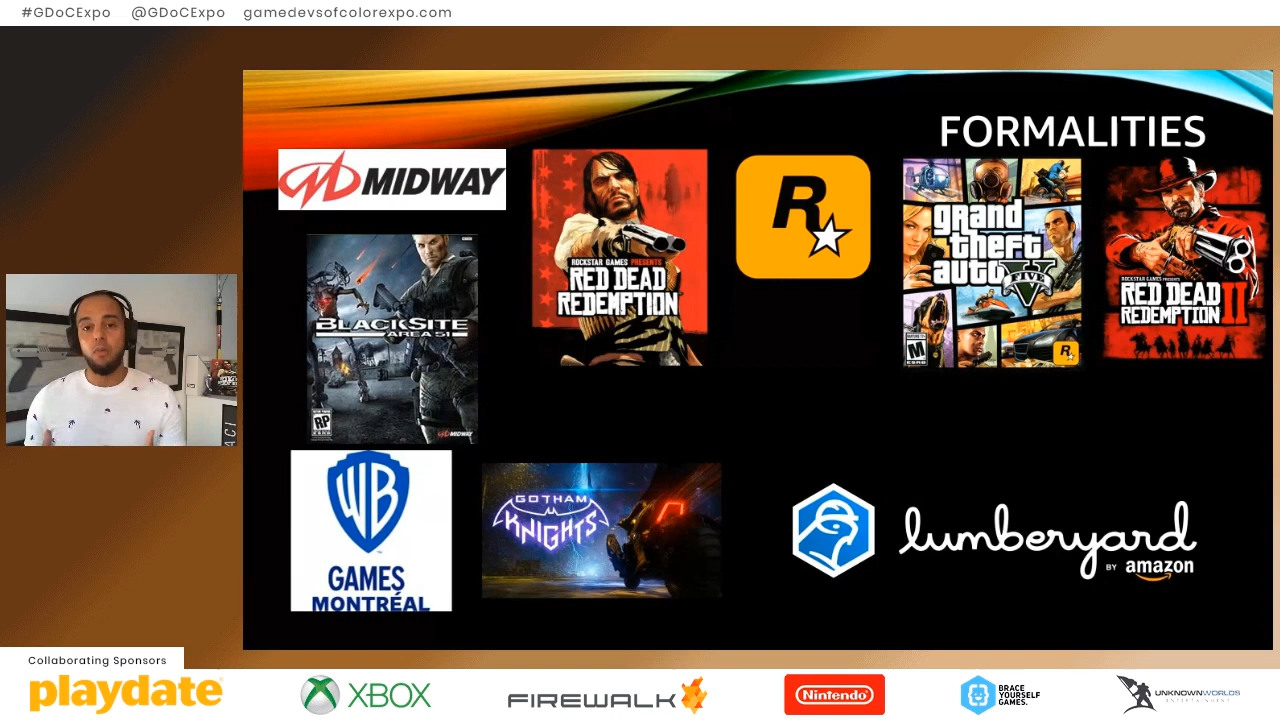 #GDoCExpo @GDoCExpo gamedevsofcolorexpo.com
FORMALITIES
MIDWAY
BLACKSITE
AREA 51
RP
MIDWAY
ROCKSTAR GAMES PRESENTS
RED DEAD
REDEMPTION
R
grand
theft
auto
V
FIVE
M
R
ROCKSTAR GAMES PRESENTS
RED DEAD
REDEMPTION II
WB
GAMES
MONTRÉAL
GOTHAM
KNIGHTS
lumberyard
BY amazon
ACI
Collaborating Sponsors
playdate
XBOX
FIREWALK
Nintendo
BRACE
YOURSELF
GAMES.
UNKNOWNWORLDS
ENTERTAINMENT